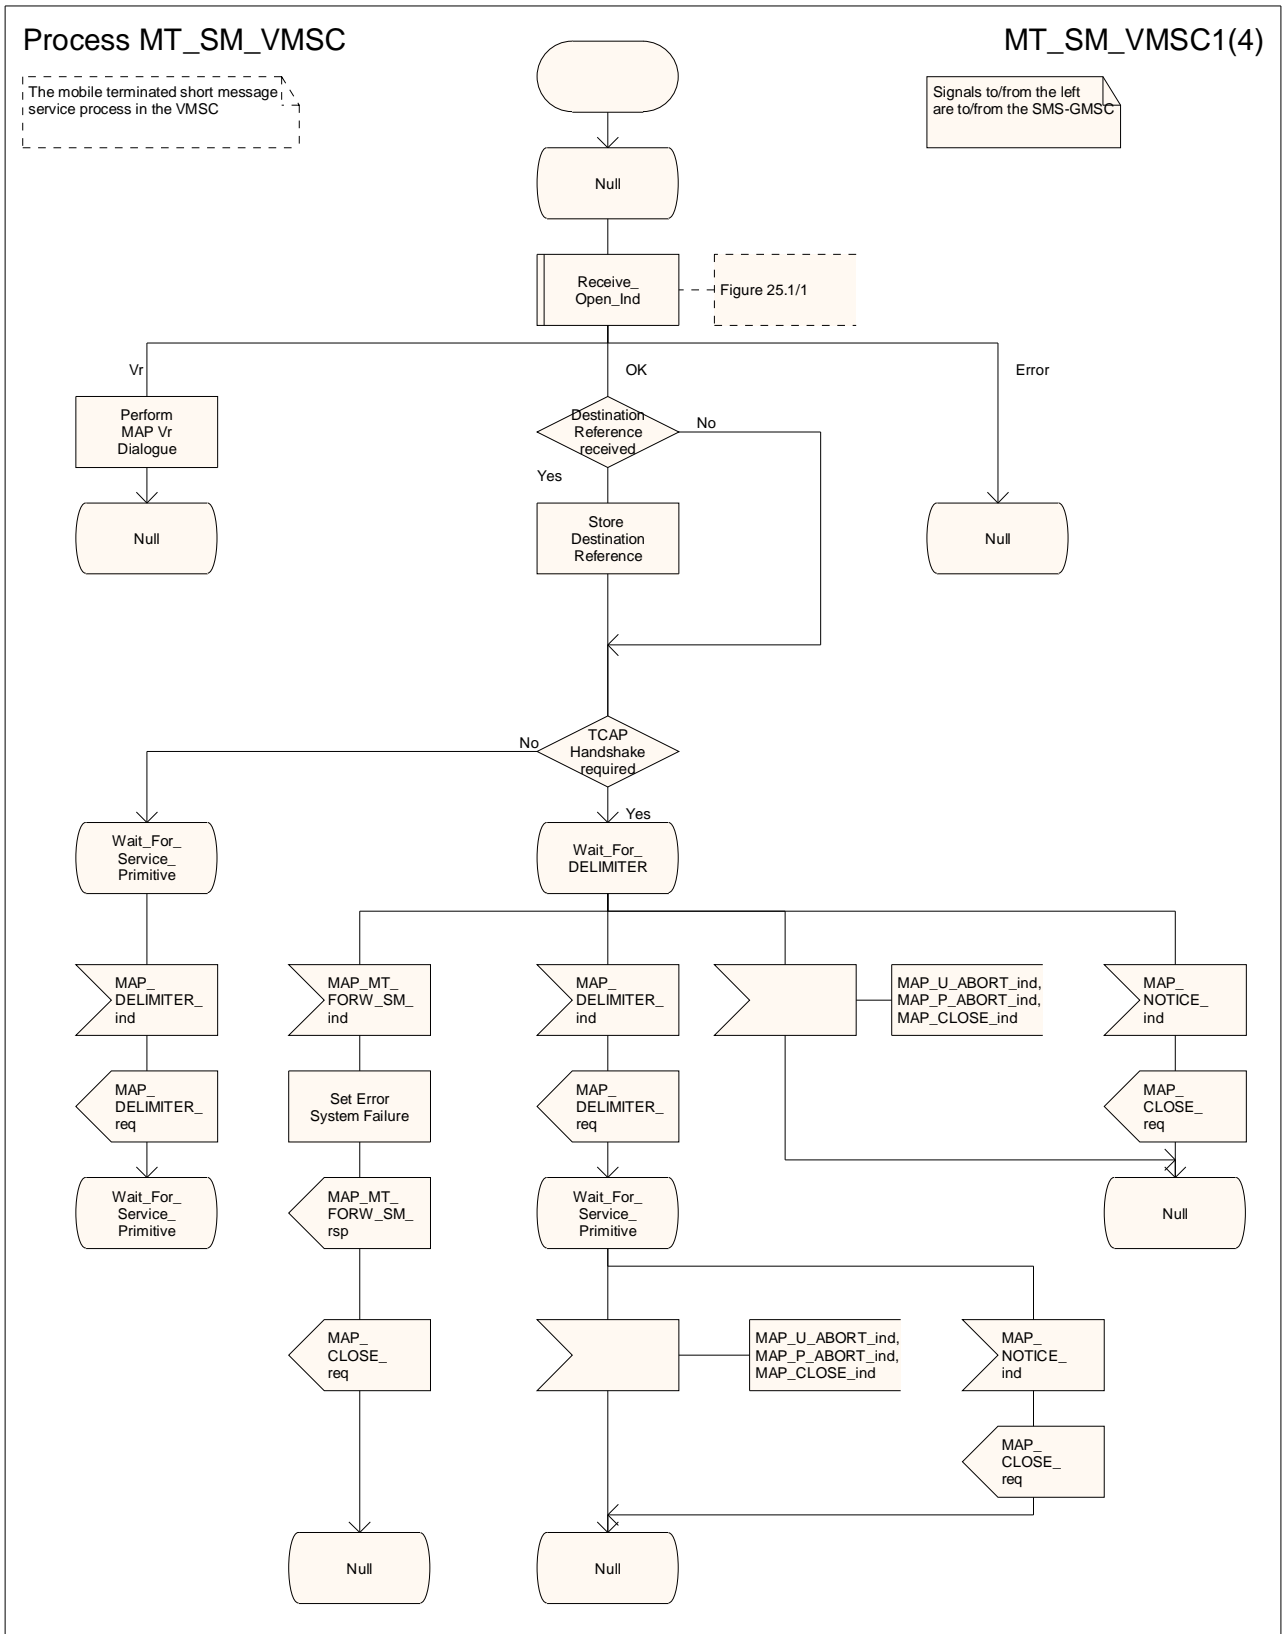 Process MT_SM_VMSC
MT_SM_VMSC1(4)
The mobile terminated short message
service process in the VMSC
Signals to/from the left
are to/from the SMS-GMSC
Null
Receive_
Open_Ind
Figure 25.1/1
Vr
OK
Error
Perform
MAP Vr
Dialogue
Destination
Reference
received
No
Yes
Null
Store
Destination
Reference
Null
TCAP
Handshake
required
No
Yes
Wait_For_
Service_
Primitive
Wait_For_
DELIMITER
MAP_
DELIMITER_
ind
MAP_MT_
FORW_SM_
ind
MAP_
DELIMITER_
ind
MAP_U_ABORT_ind,
MAP_P_ABORT_ind,
MAP_CLOSE_ind
MAP_
NOTICE_
ind
MAP_
DELIMITER_
req
Set Error
System Failure
MAP_
DELIMITER_
req
MAP_
CLOSE_
req
Wait_For_
Service_
Primitive
MAP_MT_
FORW_SM_
rsp
Wait_For_
Service_
Primitive
Null
MAP_
CLOSE_
req
MAP_U_ABORT_ind,
MAP_P_ABORT_ind,
MAP_CLOSE_ind
MAP_
NOTICE_
ind
MAP_
CLOSE_
req
Null
Null